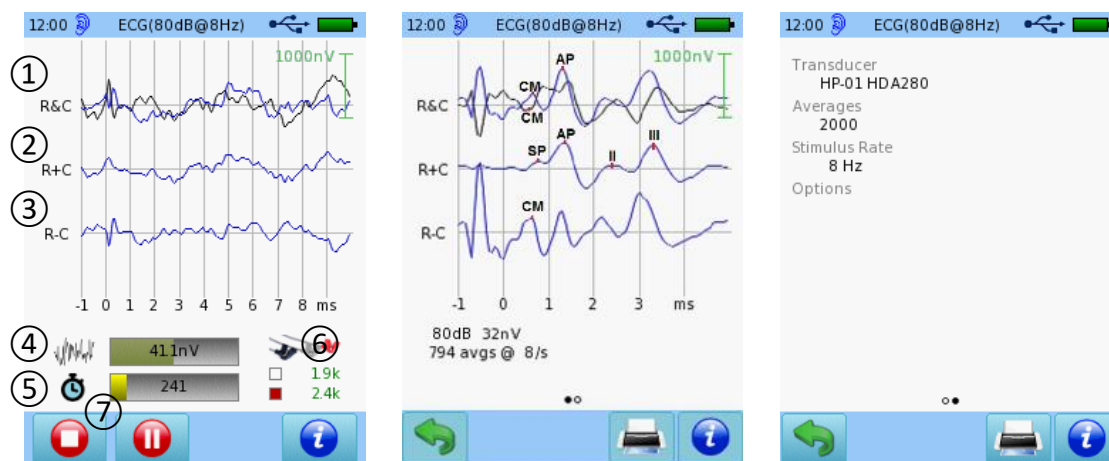 12:00 ECG(80dB@8Hz)
① 1000nV
R&C
②
R+C
③
R-C
-1 0 1 2 3 4 5 6 7 8 ms
④ 41.1nV ⑥
⑤ 241 1.9k
⑦ 2.4k
i
12:00 ECG(80dB@8Hz)
1000nV
AP
CM
R&C
CM
AP III
SP II
R+C
CM
R-C
-1 0 1 2 3 ms
80dB 32nV
794 avgs @ 8/s
i
12:00 ECG(80dB@8Hz)
Transducer
HP-01 HDA280
Averages
2000
Stimulus Rate
8 Hz
Options
i